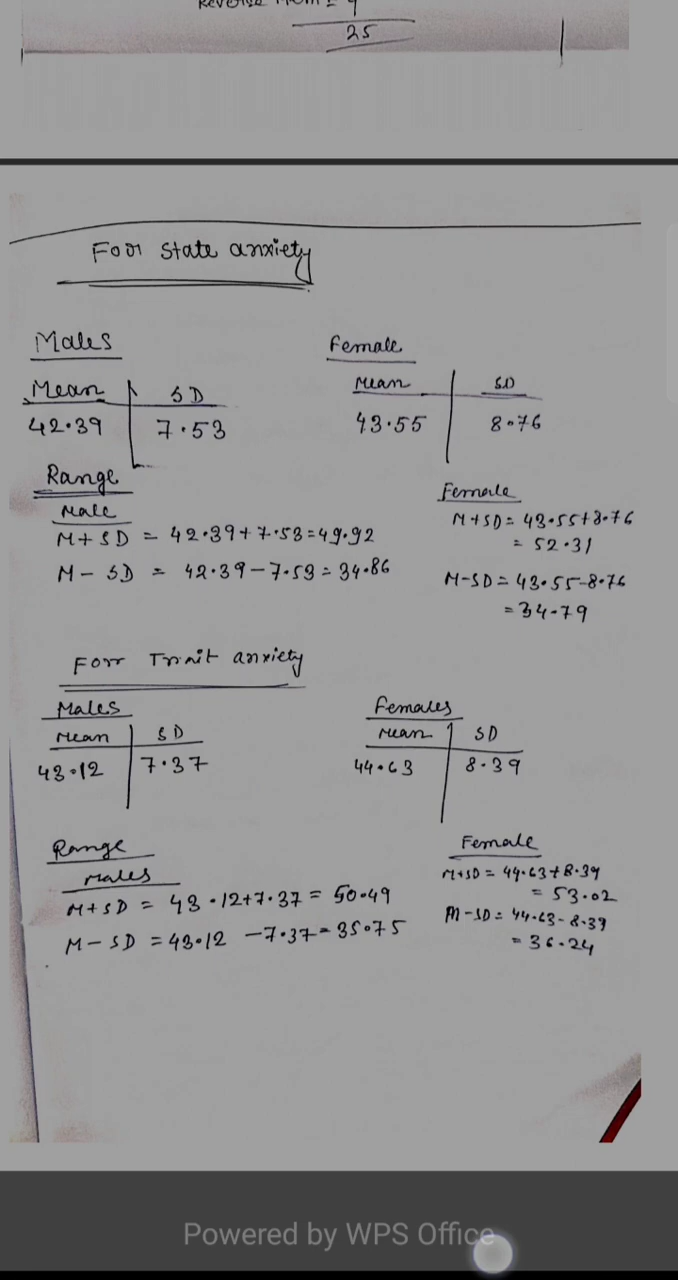 25
For State anxiety
Males
Female
Mean SD
42.39 7.53
Mean SD
43.55 8.76
Range
Male
M+SD = 42.39+7.53=49.92
M- SD = 42.39-7.53=34.86
Female
M+SD= 43.55+8.76
= 52.31
M-SD= 43.55-8.76
=34.79
Forr Trait anxiety
Males
Mean SD
43.12 7.37
Females
Mean SD
44.63 8.39
Range
Males
M+SD = 43.12+7.37= 50.49
M-SD =43.12 -7.37=35.75
Female
M+SD= 44.63+8.39
= 53.02
M-SD= 44.63-8.39
=36.24
Powered by WPS Office